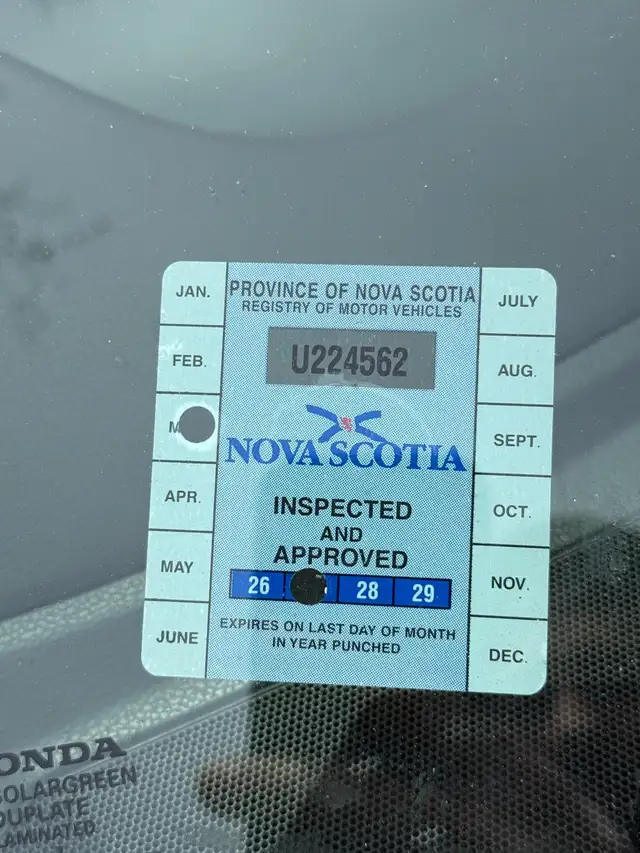 JAN.
FEB.
M
APR.
MAY
JUNE
PROVINCE OF NOVA SCOTIA
REGISTRY OF MOTOR VEHICLES
U224562
NOVA SCOTIA
INSPECTED
AND
APPROVED
26 28 29
EXPIRES ON LAST DAY OF MONTH
IN YEAR PUNCHED
JULY
AUG.
SEPT.
OCT.
NOV.
DEC.
ONDA
SOLARGREEN
DUPLATE
LAMINATED